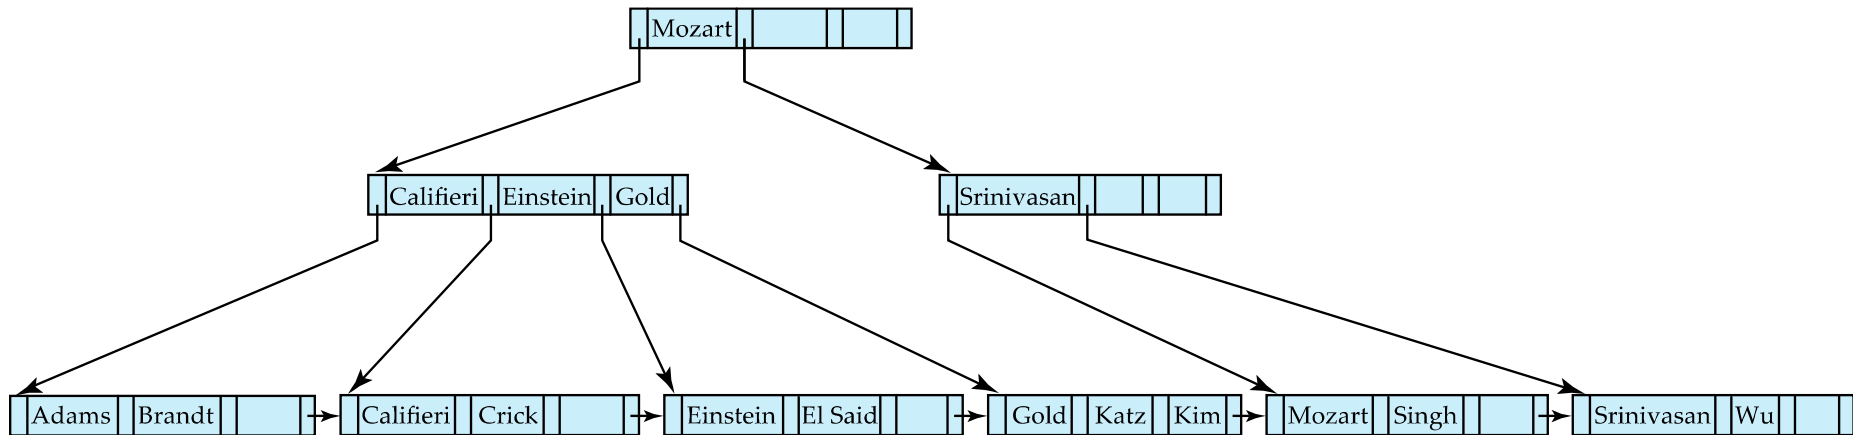 Mozart
Califieri Einstein Gold Srinivasan
Adams Brandt Califieri Crick Einstein El Said Gold Katz Kim Mozart Singh Srinivasan Wu